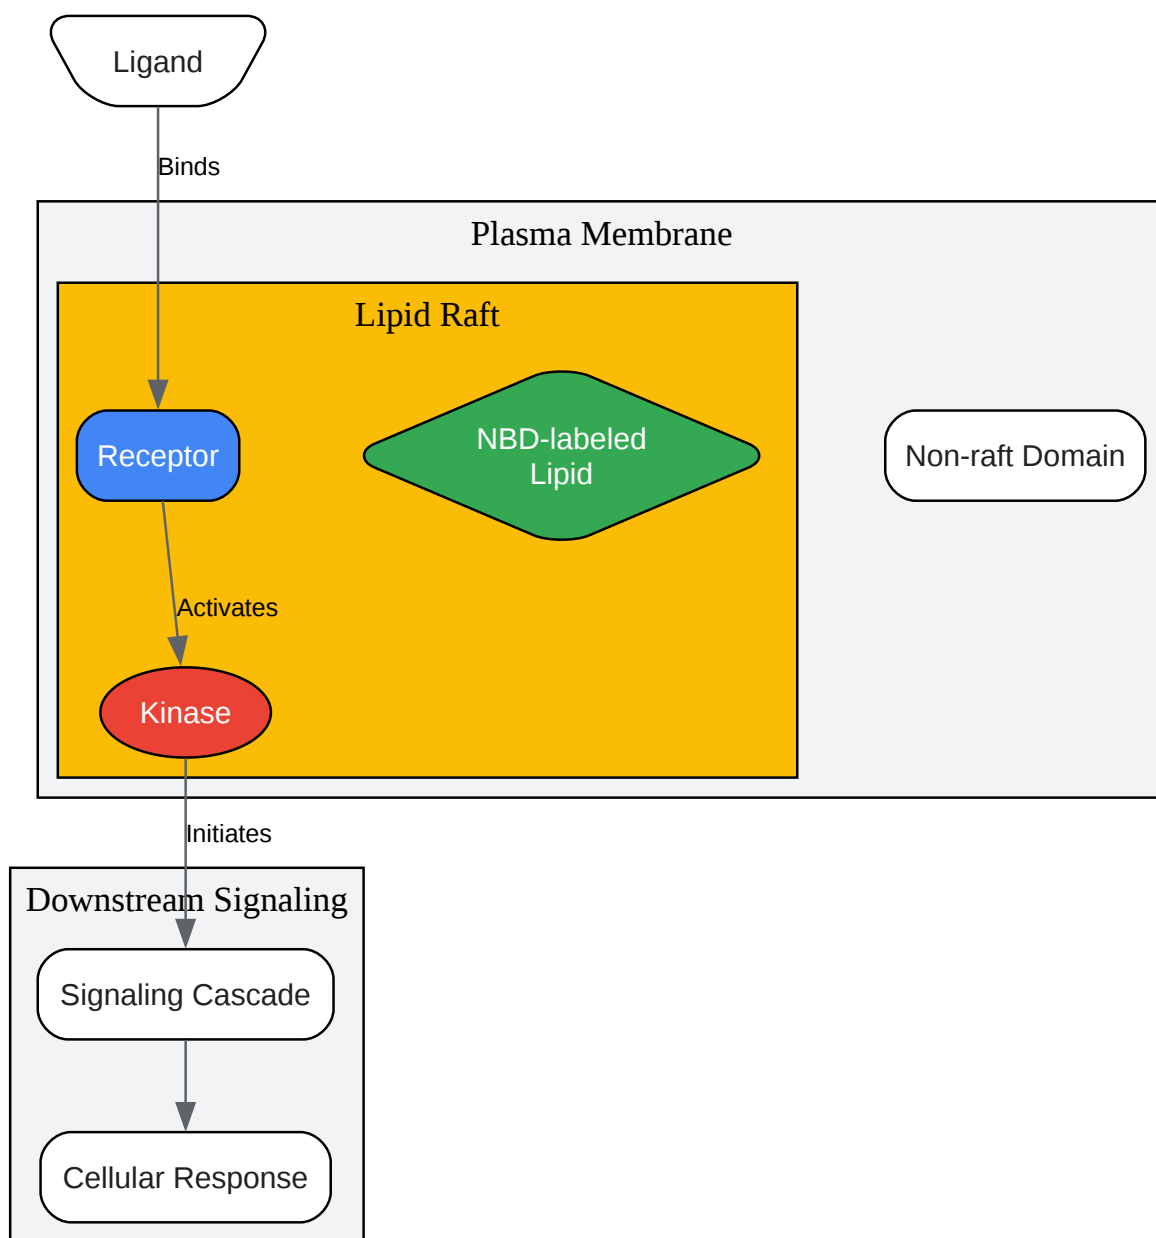 Ligand
Binds
Plasma Membrane
Lipid Raft
Receptor
NBD-labeled
Lipid
Non-raft Domain
Activates
Kinase
Initiates
Downstream Signaling
Signaling Cascade
Cellular Response